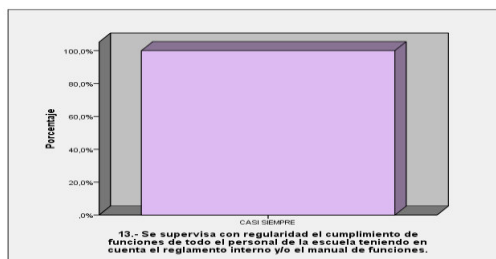 Porcentaje
100,0%
80,0%
60,0%
40,0%
20,0%
,0%
CASI SIEMPRE
13.- Se supervisa con regularidad el cumplimiento de
funciones de todo el personal de la escuela teniendo en
cuenta el reglamento interno y/o el manual de funciones.